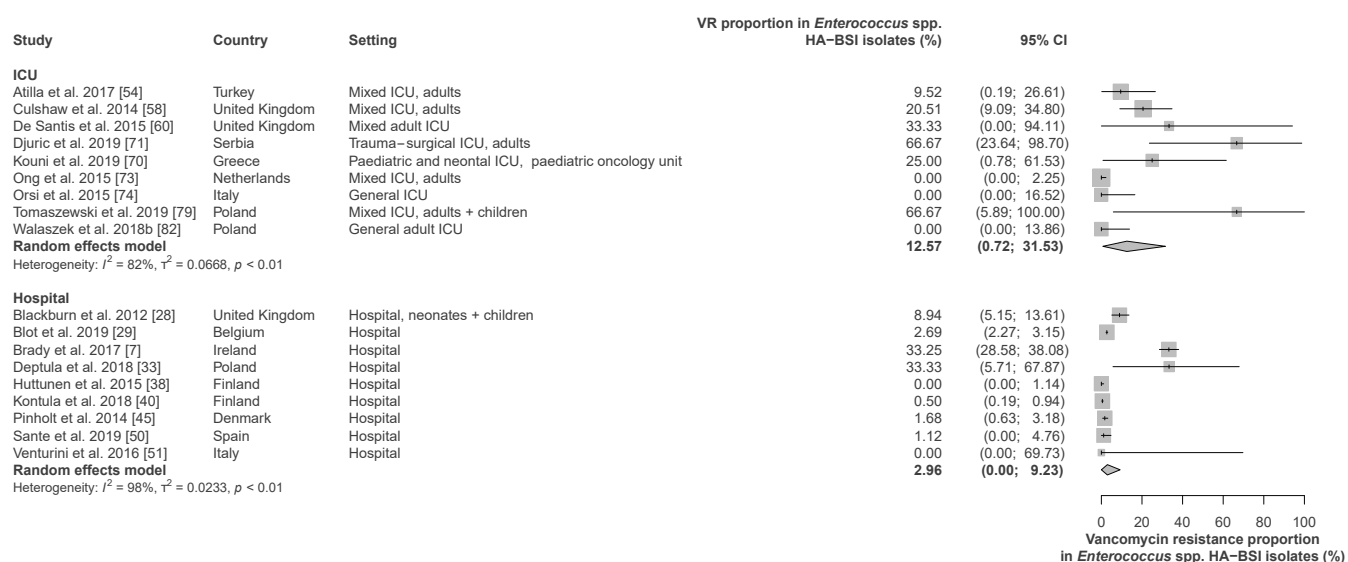 VR proportion in Enterococcus spp.
Study Country Setting HA−BSI isolates (%) 95% CI
ICU
Atilla et al. 2017 [54] Turkey Mixed ICU, adults 9.52 (0.19; 26.61)
Culshaw et al. 2014 [58] United Kingdom Mixed ICU, adults 20.51 (9.09; 34.80)
De Santis et al. 2015 [60] United Kingdom Mixed adult ICU 33.33 (0.00; 94.11)
Djuric et al. 2019 [71] Serbia Trauma−surgical ICU, adults 66.67 (23.64; 98.70)
Kouni et al. 2019 [70] Greece Paediatric and neontal ICU, paediatric oncology unit 25.00 (0.78; 61.53)
Ong et al. 2015 [73] Netherlands Mixed ICU, adults 0.00 (0.00; 2.25)
Orsi et al. 2015 [74] Italy General ICU 0.00 (0.00; 16.52)
Tomaszewski et al. 2019 [79] Poland Mixed ICU, adults + children 66.67 (5.89; 100.00)
Walaszek et al. 2018b [82] Poland General adult ICU 0.00 (0.00; 13.86)
Random effects model 12.57 (0.72; 31.53)
Heterogeneity: I² = 82%, τ² = 0.0668, p < 0.01
Hospital
Blackburn et al. 2012 [28] United Kingdom Hospital, neonates + children 8.94 (5.15; 13.61)
Blot et al. 2019 [29] Belgium Hospital 2.69 (2.27; 3.15)
Brady et al. 2017 [7] Ireland Hospital 33.25 (28.58; 38.08)
Deptula et al. 2018 [33] Poland Hospital 33.33 (5.71; 67.87)
Huttunen et al. 2015 [38] Finland Hospital 0.00 (0.00; 1.14)
Kontula et al. 2018 [40] Finland Hospital 0.50 (0.19; 0.94)
Pinholt et al. 2014 [45] Denmark Hospital 1.68 (0.63; 3.18)
Sante et al. 2019 [50] Spain Hospital 1.12 (0.00; 4.76)
Venturini et al. 2016 [51] Italy Hospital 0.00 (0.00; 69.73)
Random effects model 2.96 (0.00; 9.23)
Heterogeneity: I² = 98%, τ² = 0.0233, p < 0.01
0 20 40 60 80 100
Vancomycin resistance proportion
in Enterococcus spp. HA−BSI isolates (%)